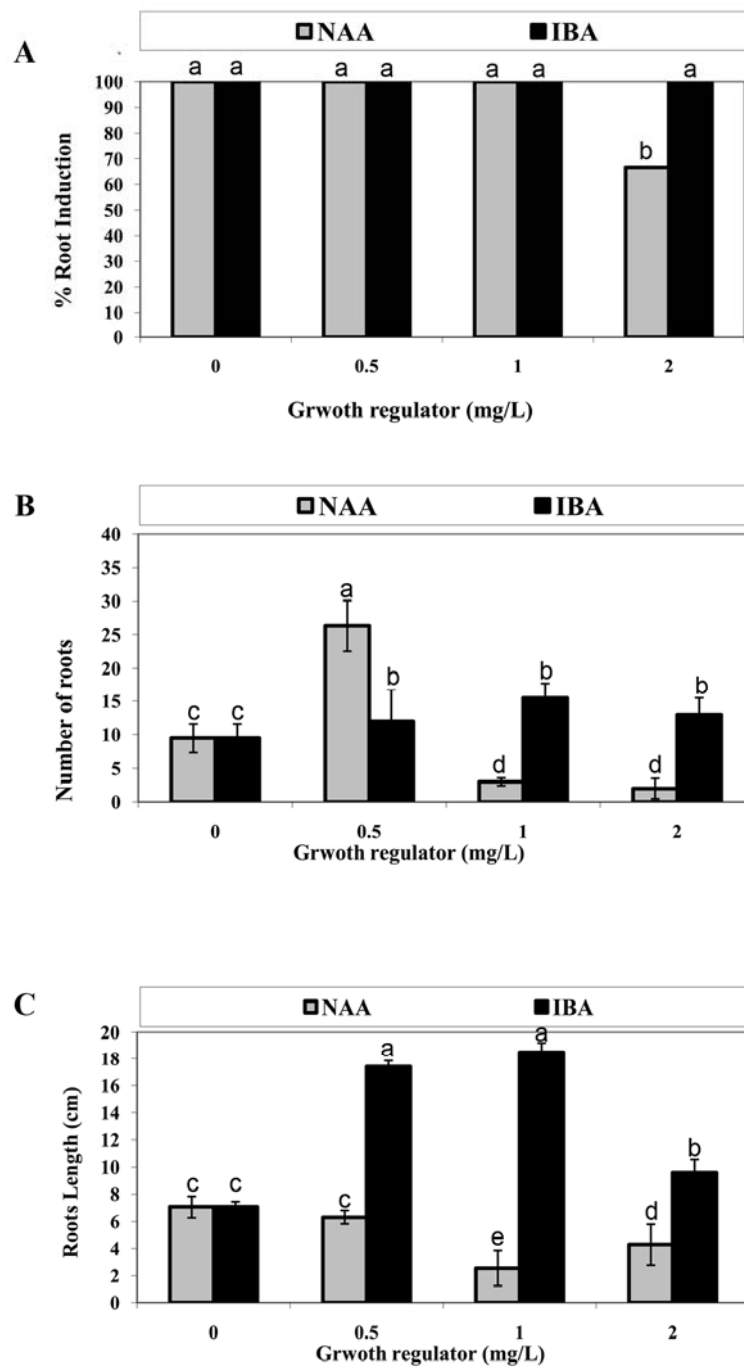 A
NAA IBA
a a a a a a a
b
100
90
80
70
60
50
40
30
20
10
0
% Root Induction
0 0.5 1 2
Grwoth regulator (mg/L)
B
NAA IBA
40
35
30
25
20
15
10
5
0
Number of roots
a
b b b
c c
d d
0 0.5 1 2
Grwoth regulator (mg/L)
C
NAA IBA
20
18
16
14
12
10
8
6
4
2
0
Roots Length (cm)
a a
b
c c c d
e
0 0.5 1 2
Grwoth regulator (mg/L)